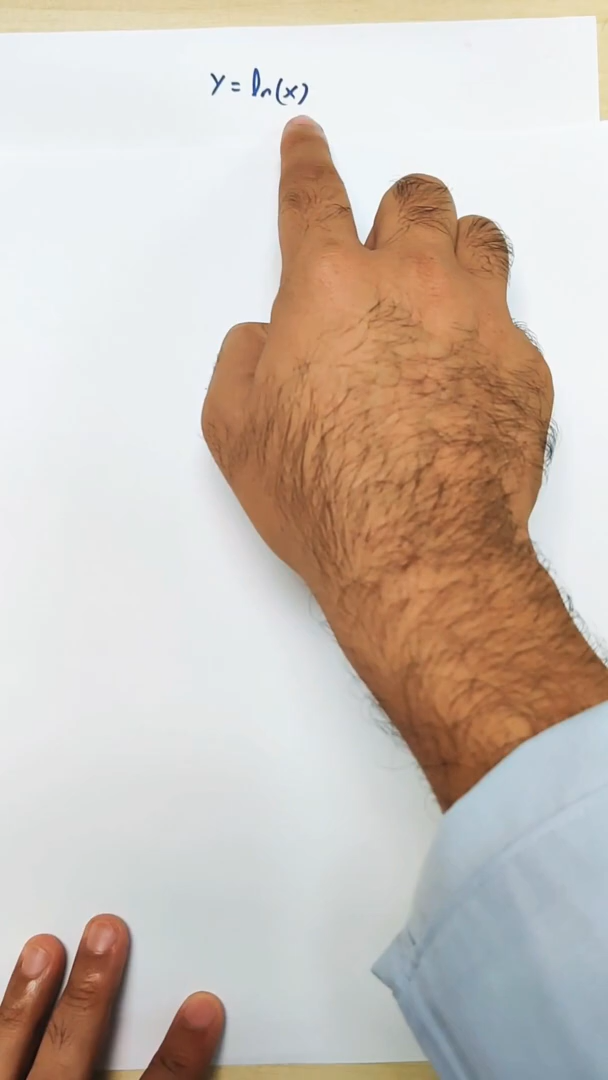 y = ln(x)